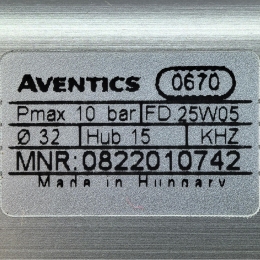 AVENTICS 0670
Pmax 10 bar FD 25W05
Ø 32 Hub 15 KHZ
MNR: 0822010742
Made in Hungary